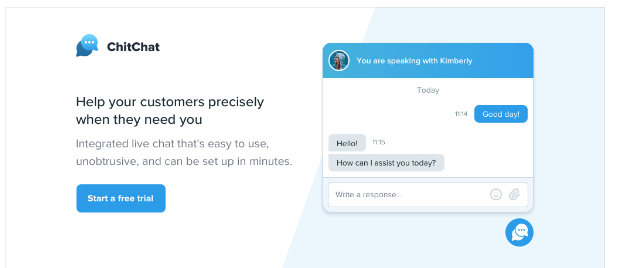 ChitChat
Help your customers precisely
when they need you
Integrated live chat that's easy to use,
unobtrusive, and can be set up in minutes.
Start a free trial
You are speaking with Kimberly
Today
11:14
Good day!
Hello!
11:15
How can I assist you today?
Write a response...